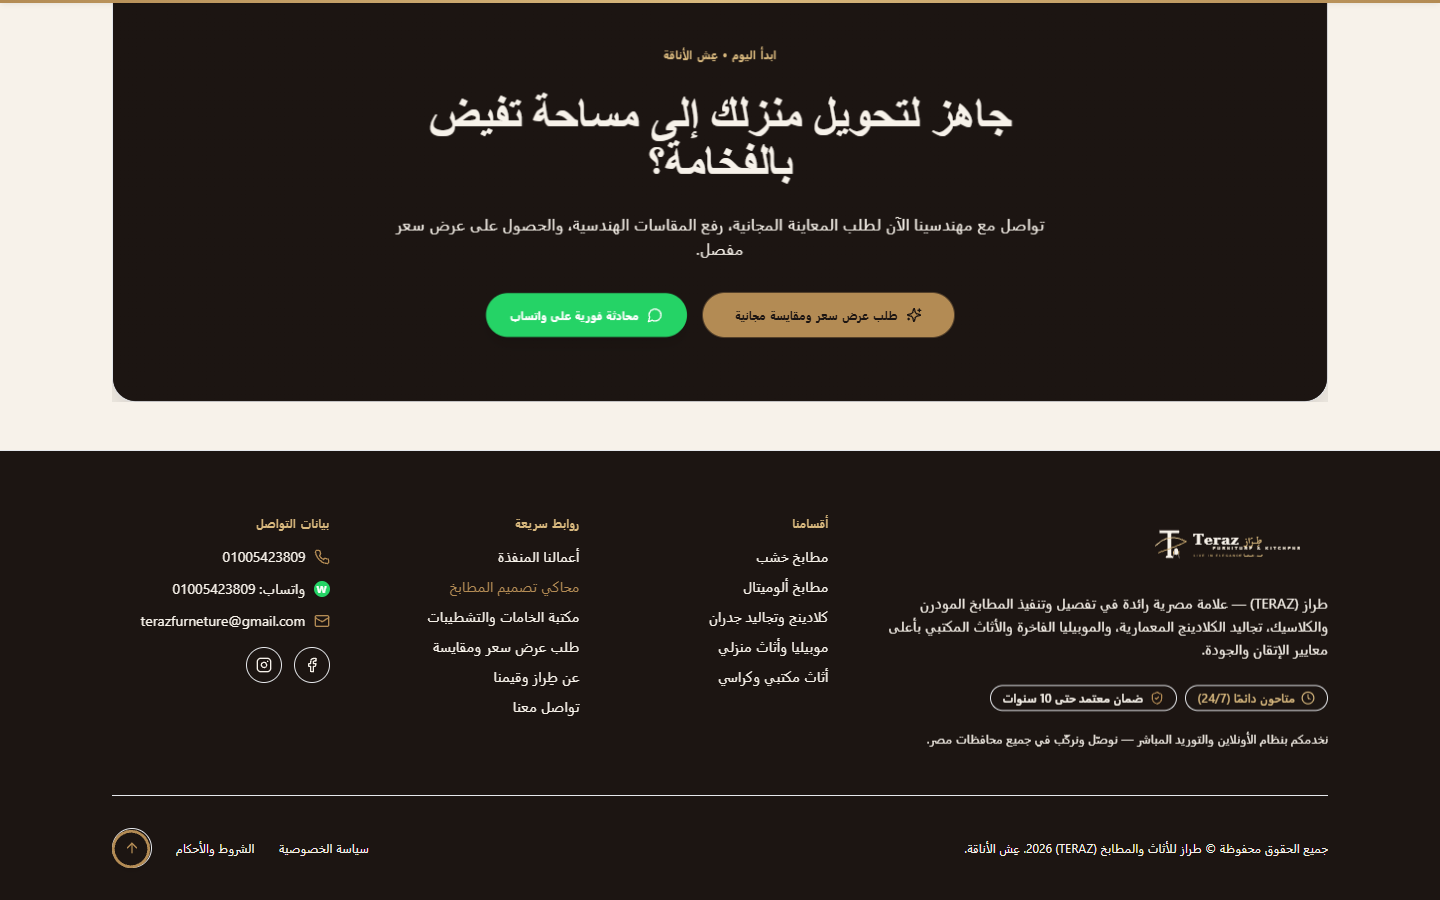 ابدأ اليوم • عِش الأناقة
جاهز لتحويل منزلك إلى مساحة تفيض
بالفخامة؟
تواصل مع مهندسينا الآن لطلب المعاينة المجانية، رفع المقاسات الهندسية، والحصول على عرض سعر
مفصل.
طلب عرض سعر ومقايسة مجانية
محادثة فورية على واتساب
Teraz طراز
FURNITURE & KITCHENS
طراز (TERAZ) — علامة مصرية رائدة في تفصيل وتنفيذ المطابخ المودرن
والكلاسيك، تجاليد الكلادينج المعمارية، والموبيليا الفاخرة والأثاث المكتبي بأعلى
معايير الإتقان والجودة.
متاحون دائمًا (24/7)
ضمان معتمد حتى 10 سنوات
نخدمكم بنظام الأونلاين والتوريد المباشر — نوصّل ونركّب في جميع محافظات مصر.
أقسامنا
مطابخ خشب
مطابخ ألوميتال
كلادينج وتجاليد جدران
موبيليا وأثاث منزلي
أثاث مكتبي وكراسي
روابط سريعة
أعمالنا المنفذة
محاكي تصميم المطابخ
مكتبة الخامات والتشطيبات
طلب عرض سعر ومقايسة
عن طِراز وقيمنا
تواصل معنا
بيانات التواصل
01005423809
W واتساب: 01005423809
terazfurneture@gmail.com
جميع الحقوق محفوظة © طراز للأثاث والمطابخ (TERAZ) 2026. عِش الأناقة.
سياسة الخصوصية
الشروط والأحكام